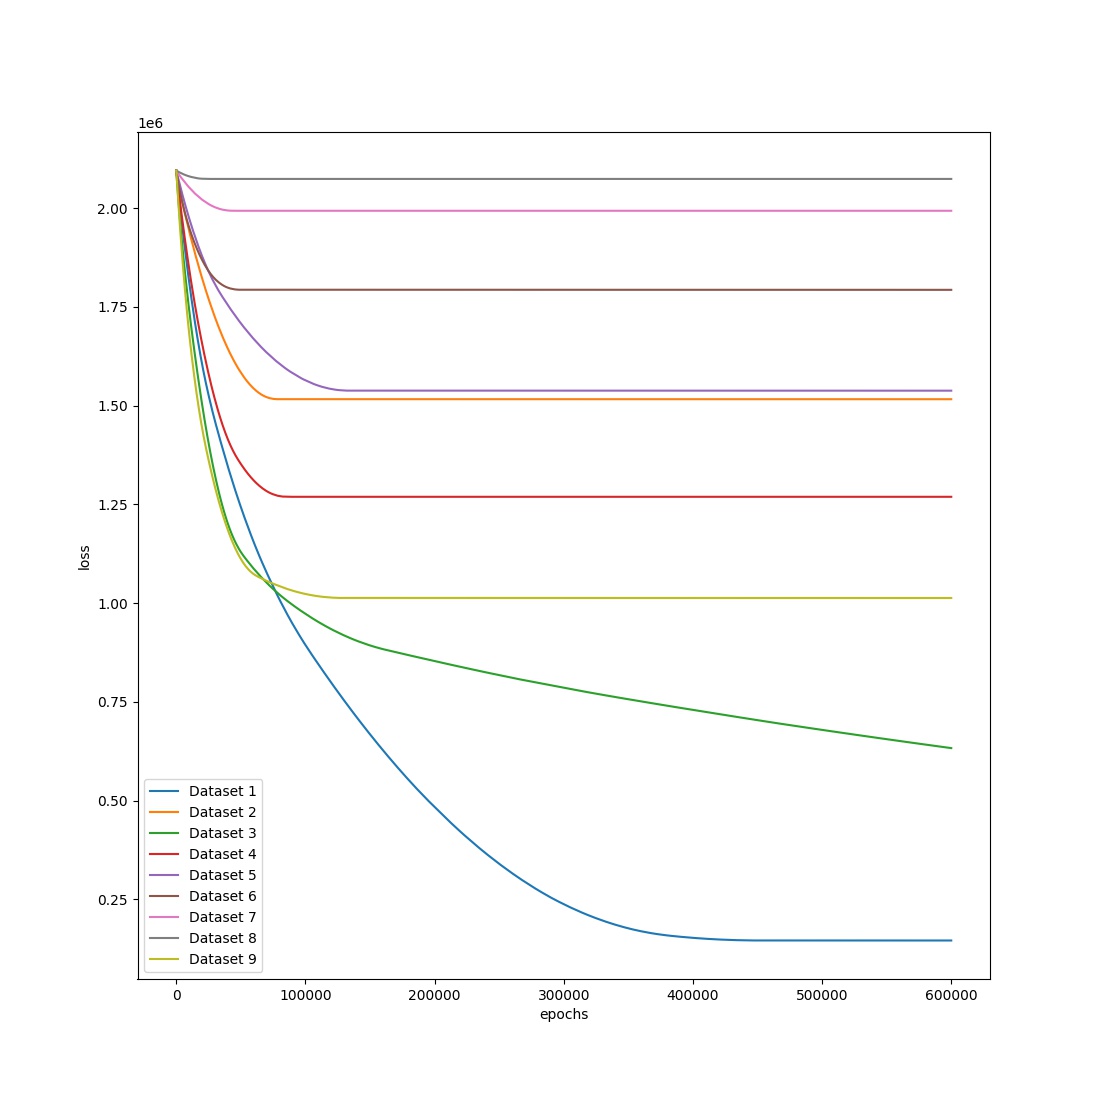 1e6
2.00
1.75
1.50
1.25
1.00
0.75
0.50
0.25
loss
Dataset 1
Dataset 2
Dataset 3
Dataset 4
Dataset 5
Dataset 6
Dataset 7
Dataset 8
Dataset 9
0 100000 200000 300000 400000 500000 600000
epochs